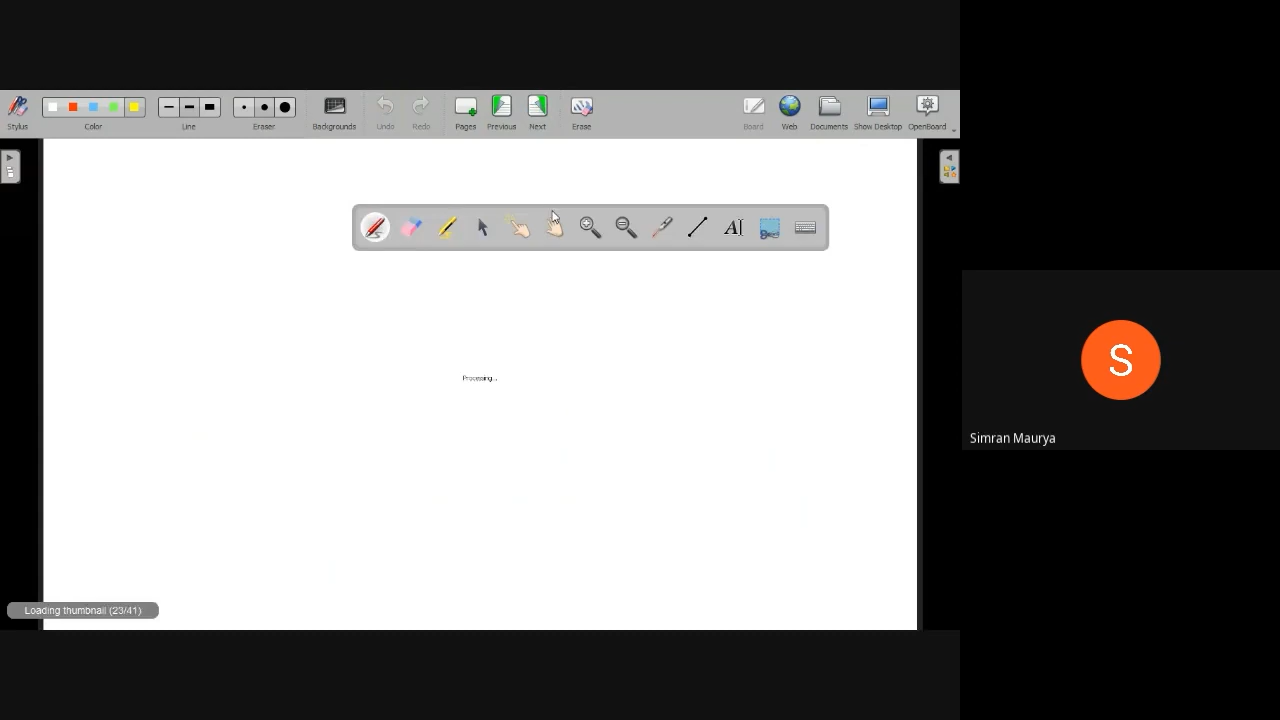 Stylus
Color
Line
Eraser
Backgrounds
Undo
Redo
Pages
Previous
Next
Erase
Board
Web
Documents
Show Desktop
OpenBoard
A
Processing...
S
Simran Maurya
Loading thumbnail (23/41)